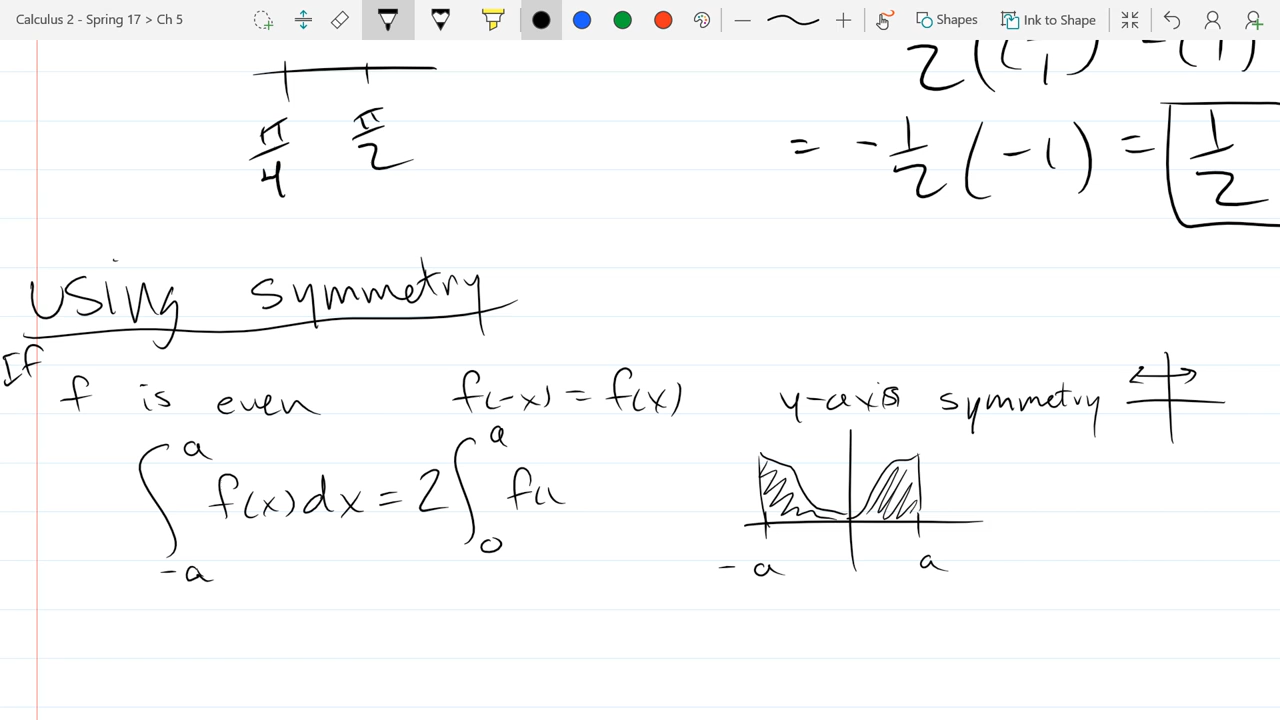 Calculus 2 - Spring 17 > Ch 5
Shapes
Ink to Shape
π/4 π/2
= -1/2 (-1) = 1/2
Using symmetry
If
f is even f(-x) = f(x) y-axis symmetry
∫_{-a}^{a} f(x)dx = 2∫_{0}^{a} f(
-a a